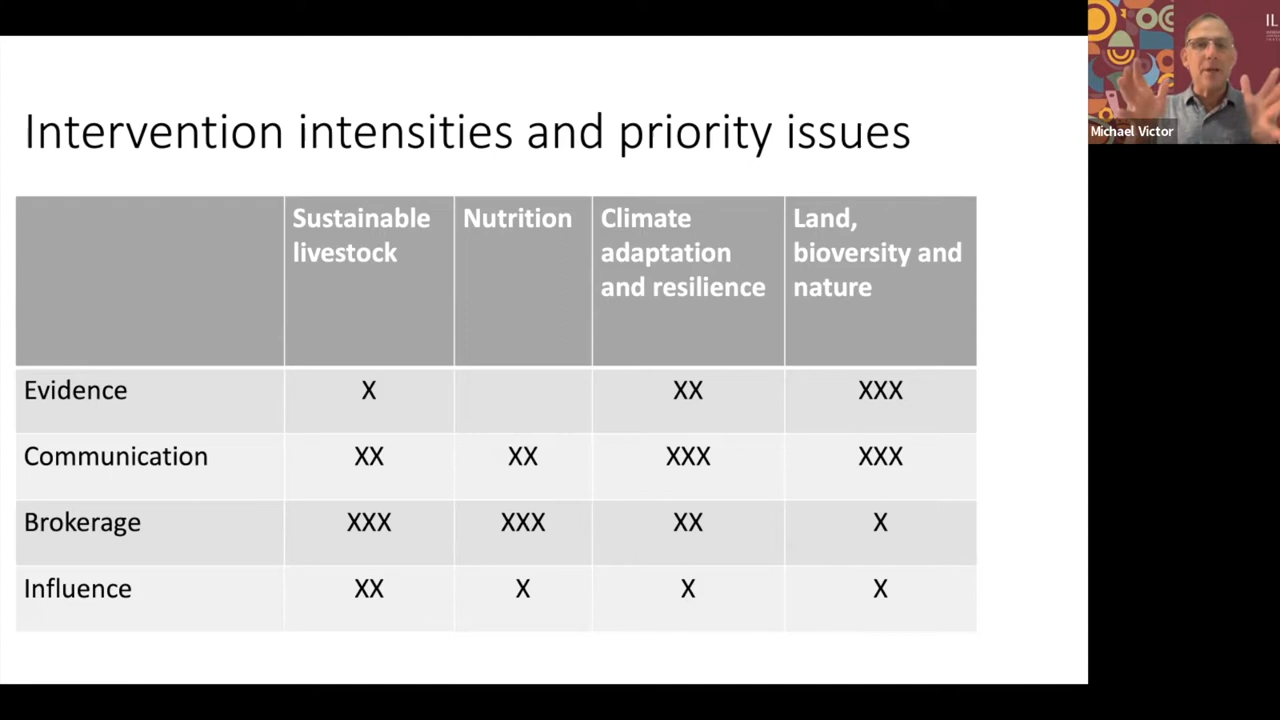 IL
Michael Victor
Intervention intensities and priority issues
Sustainable livestock Nutrition Climate adaptation and resilience Land, bioversity and nature
Evidence X XX XXX
Communication XX XX XXX XXX
Brokerage XXX XXX XX X
Influence XX X X X